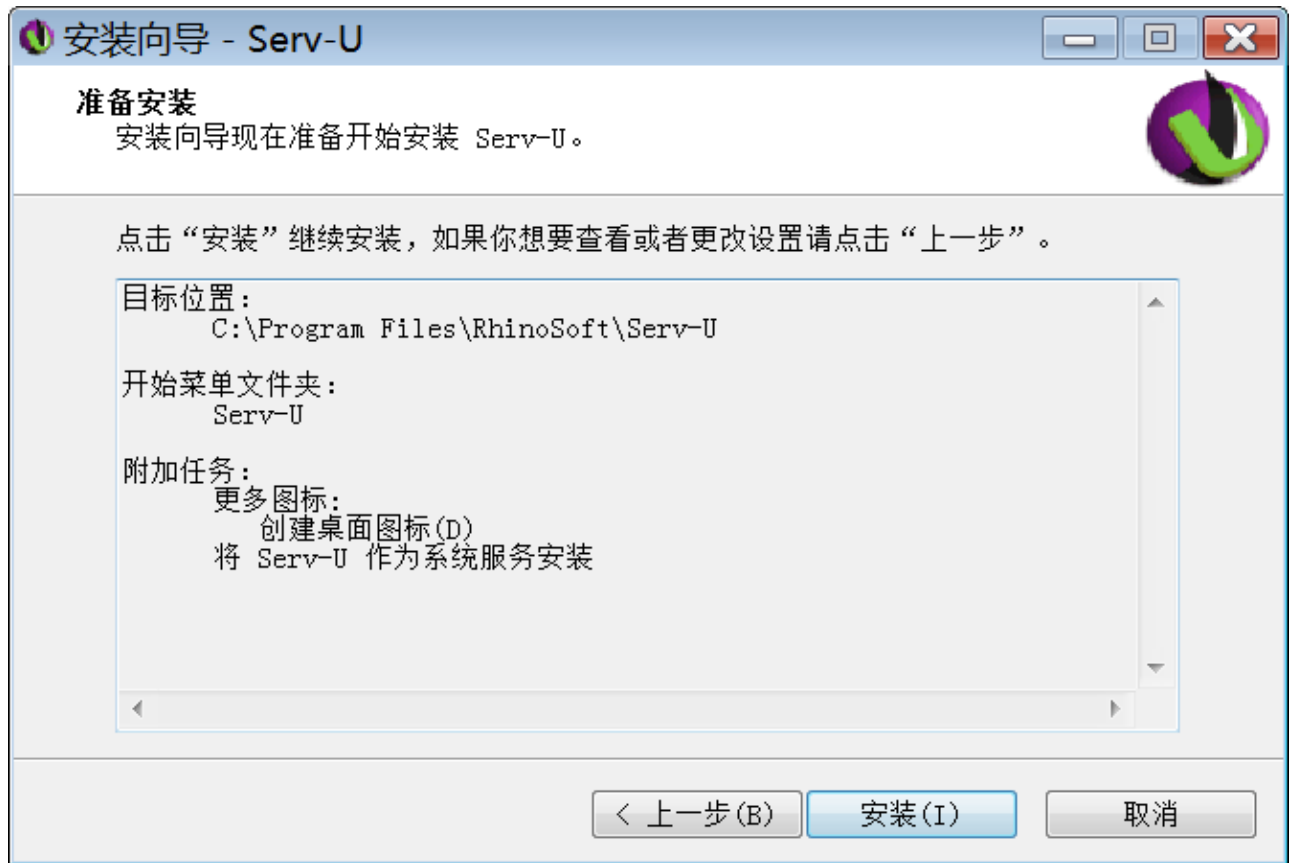 安装向导 - Serv-U
准备安装
安装向导现在准备开始安装 Serv-U。
点击“安装”继续安装，如果你想要查看或者更改设置请点击“上一步”。
目标位置：
C:\Program Files\RhinoSoft\Serv-U
开始菜单文件夹：
Serv-U
附加任务：
更多图标：
创建桌面图标(D)
将 Serv-U 作为系统服务安装
< 上一步(B) 安装(I) 取消